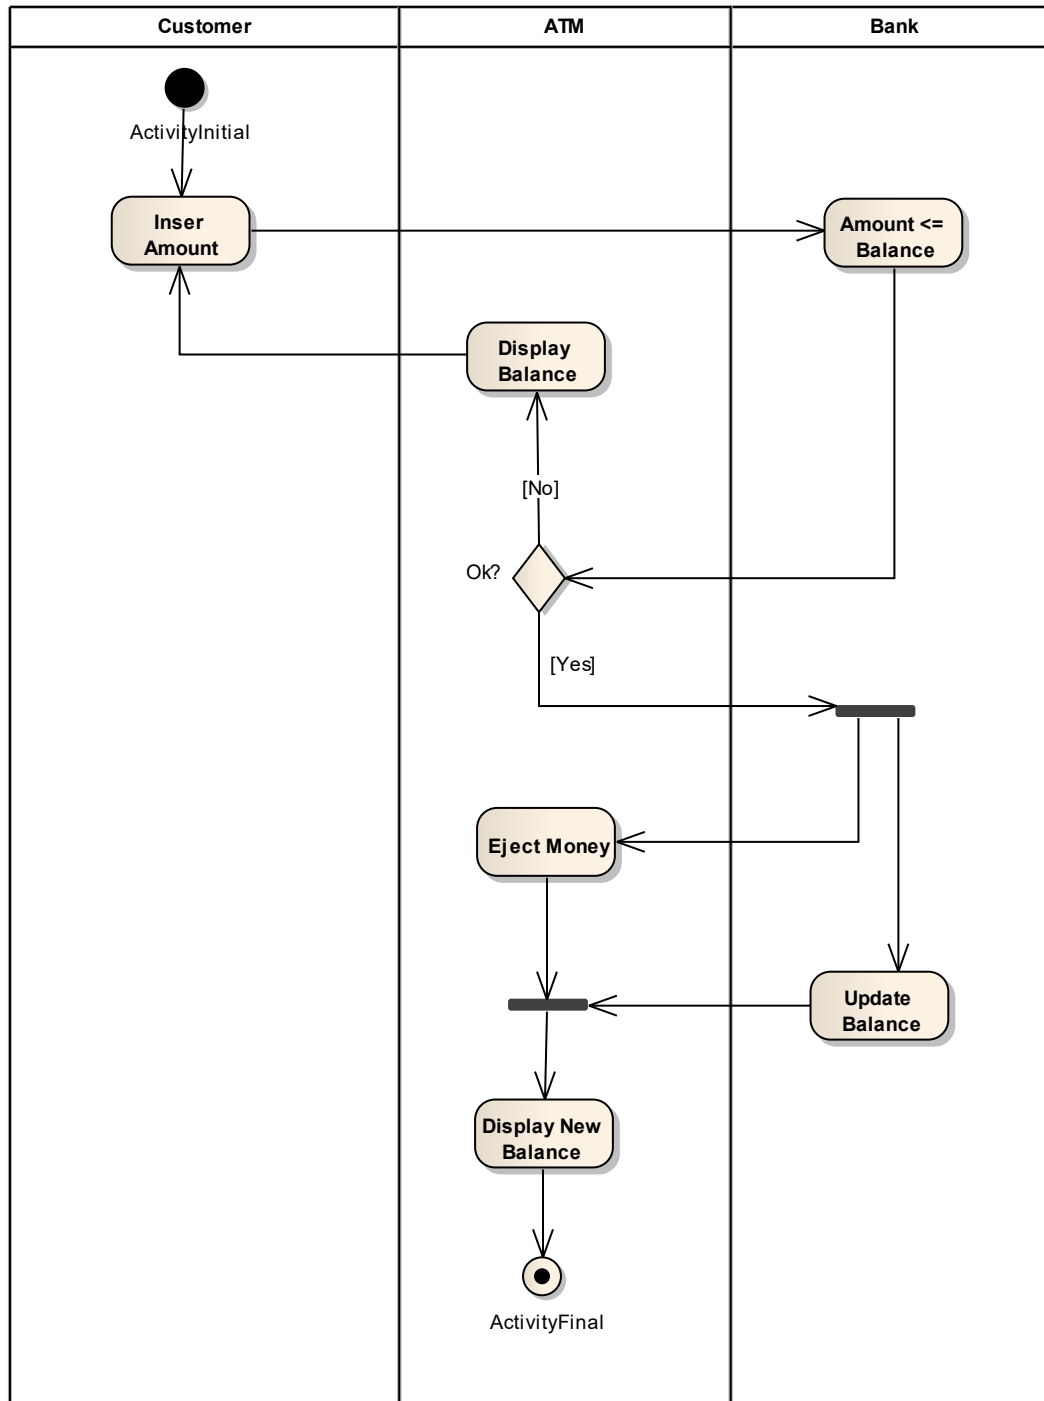 Customer
ATM
Bank
ActivityInitial
Inser
Amount
Amount <=
Balance
Display
Balance
[No]
Ok?
[Yes]
Eject Money
Update
Balance
Display New
Balance
ActivityFinal